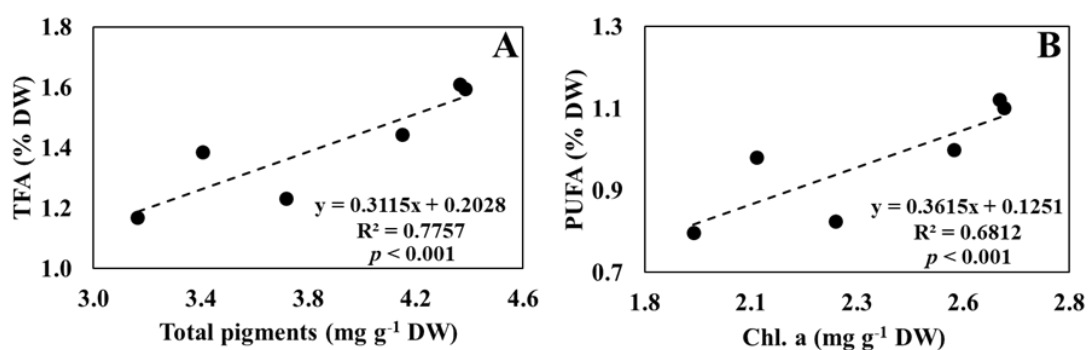 A
TFA (% DW)
1.8
1.6
1.4
1.2
1.0
y = 0.3115x + 0.2028
R² = 0.7757
p < 0.001
3.0 3.4 3.8 4.2 4.6
Total pigments (mg g⁻¹ DW)
B
PUFA (% DW)
1.3
1.1
0.9
0.7
y = 0.3615x + 0.1251
R² = 0.6812
p < 0.001
1.8 2.1 2.3 2.6 2.8
Chl. a (mg g⁻¹ DW)